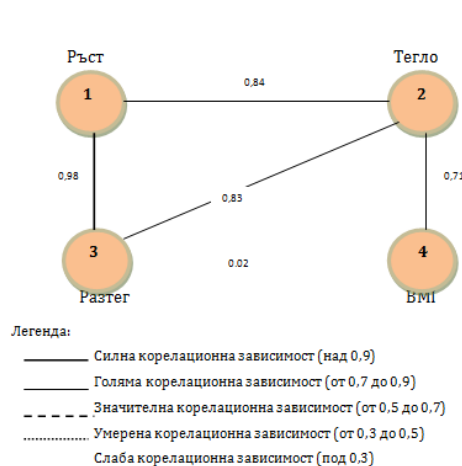 Ръст Тегло
1 0,84 2
0,98 0,83 0,71
3 0.02 4
Разтег BMI
Легенда:
Силна корелационна зависимост (над 0,9)
Голяма корелационна зависимост (от 0,7 до 0,9)
Значителна корелационна зависимост (от 0,5 до 0,7)
Умерена корелационна зависимост (от 0,3 до 0,5)
Слаба корелационна зависимост (под 0,3)